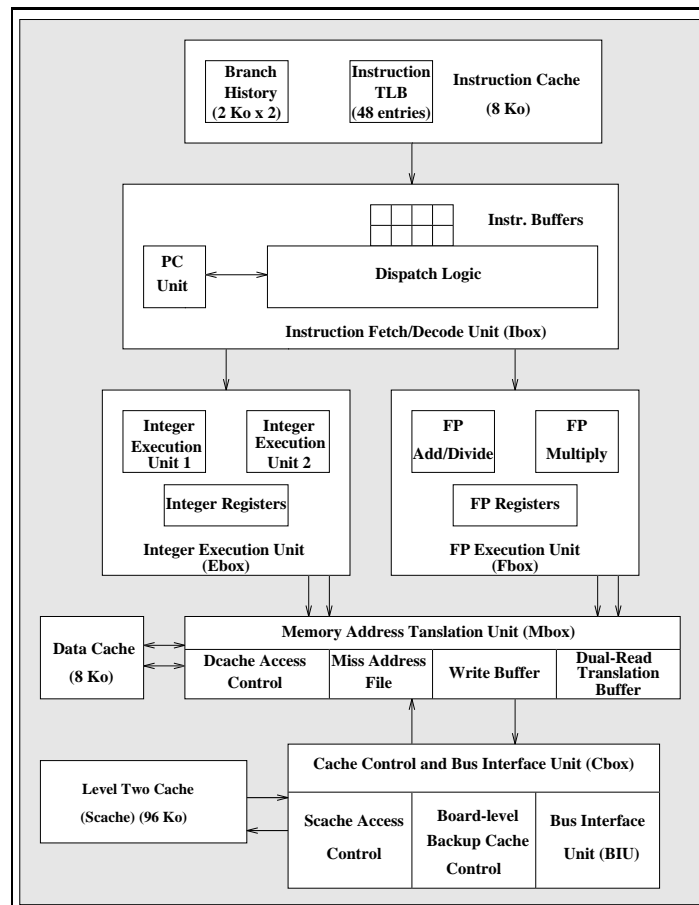 Branch
History
(2 Ko x 2)
Instruction
TLB
(48 entries)
Instruction Cache
(8 Ko)
Instr. Buffers
PC
Unit
Dispatch Logic
Instruction Fetch/Decode Unit (Ibox)
Integer
Execution
Unit 1
Integer
Execution
Unit 2
Integer Registers
Integer Execution Unit
(Ebox)
FP
Add/Divide
FP
Multiply
FP Registers
FP Execution Unit
(Fbox)
Data Cache
(8 Ko)
Memory Address Tanslation Unit (Mbox)
Dcache Access
Control
Miss Address
File
Write Buffer
Dual-Read
Translation
Buffer
Level Two Cache
(Scache) (96 Ko)
Cache Control and Bus Interface Unit (Cbox)
Scache Access
Control
Board-level
Backup Cache
Control
Bus Interface
Unit (BIU)